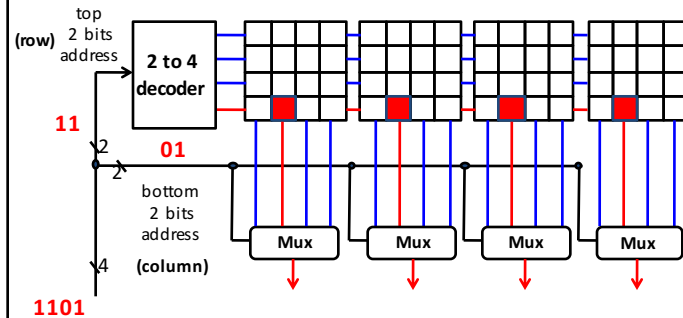 top
(row) 2 bits
address
2 to 4
decoder
11
2
01
2
bottom
2 bits
address
(column)
4
1101
Mux
Mux
Mux
Mux